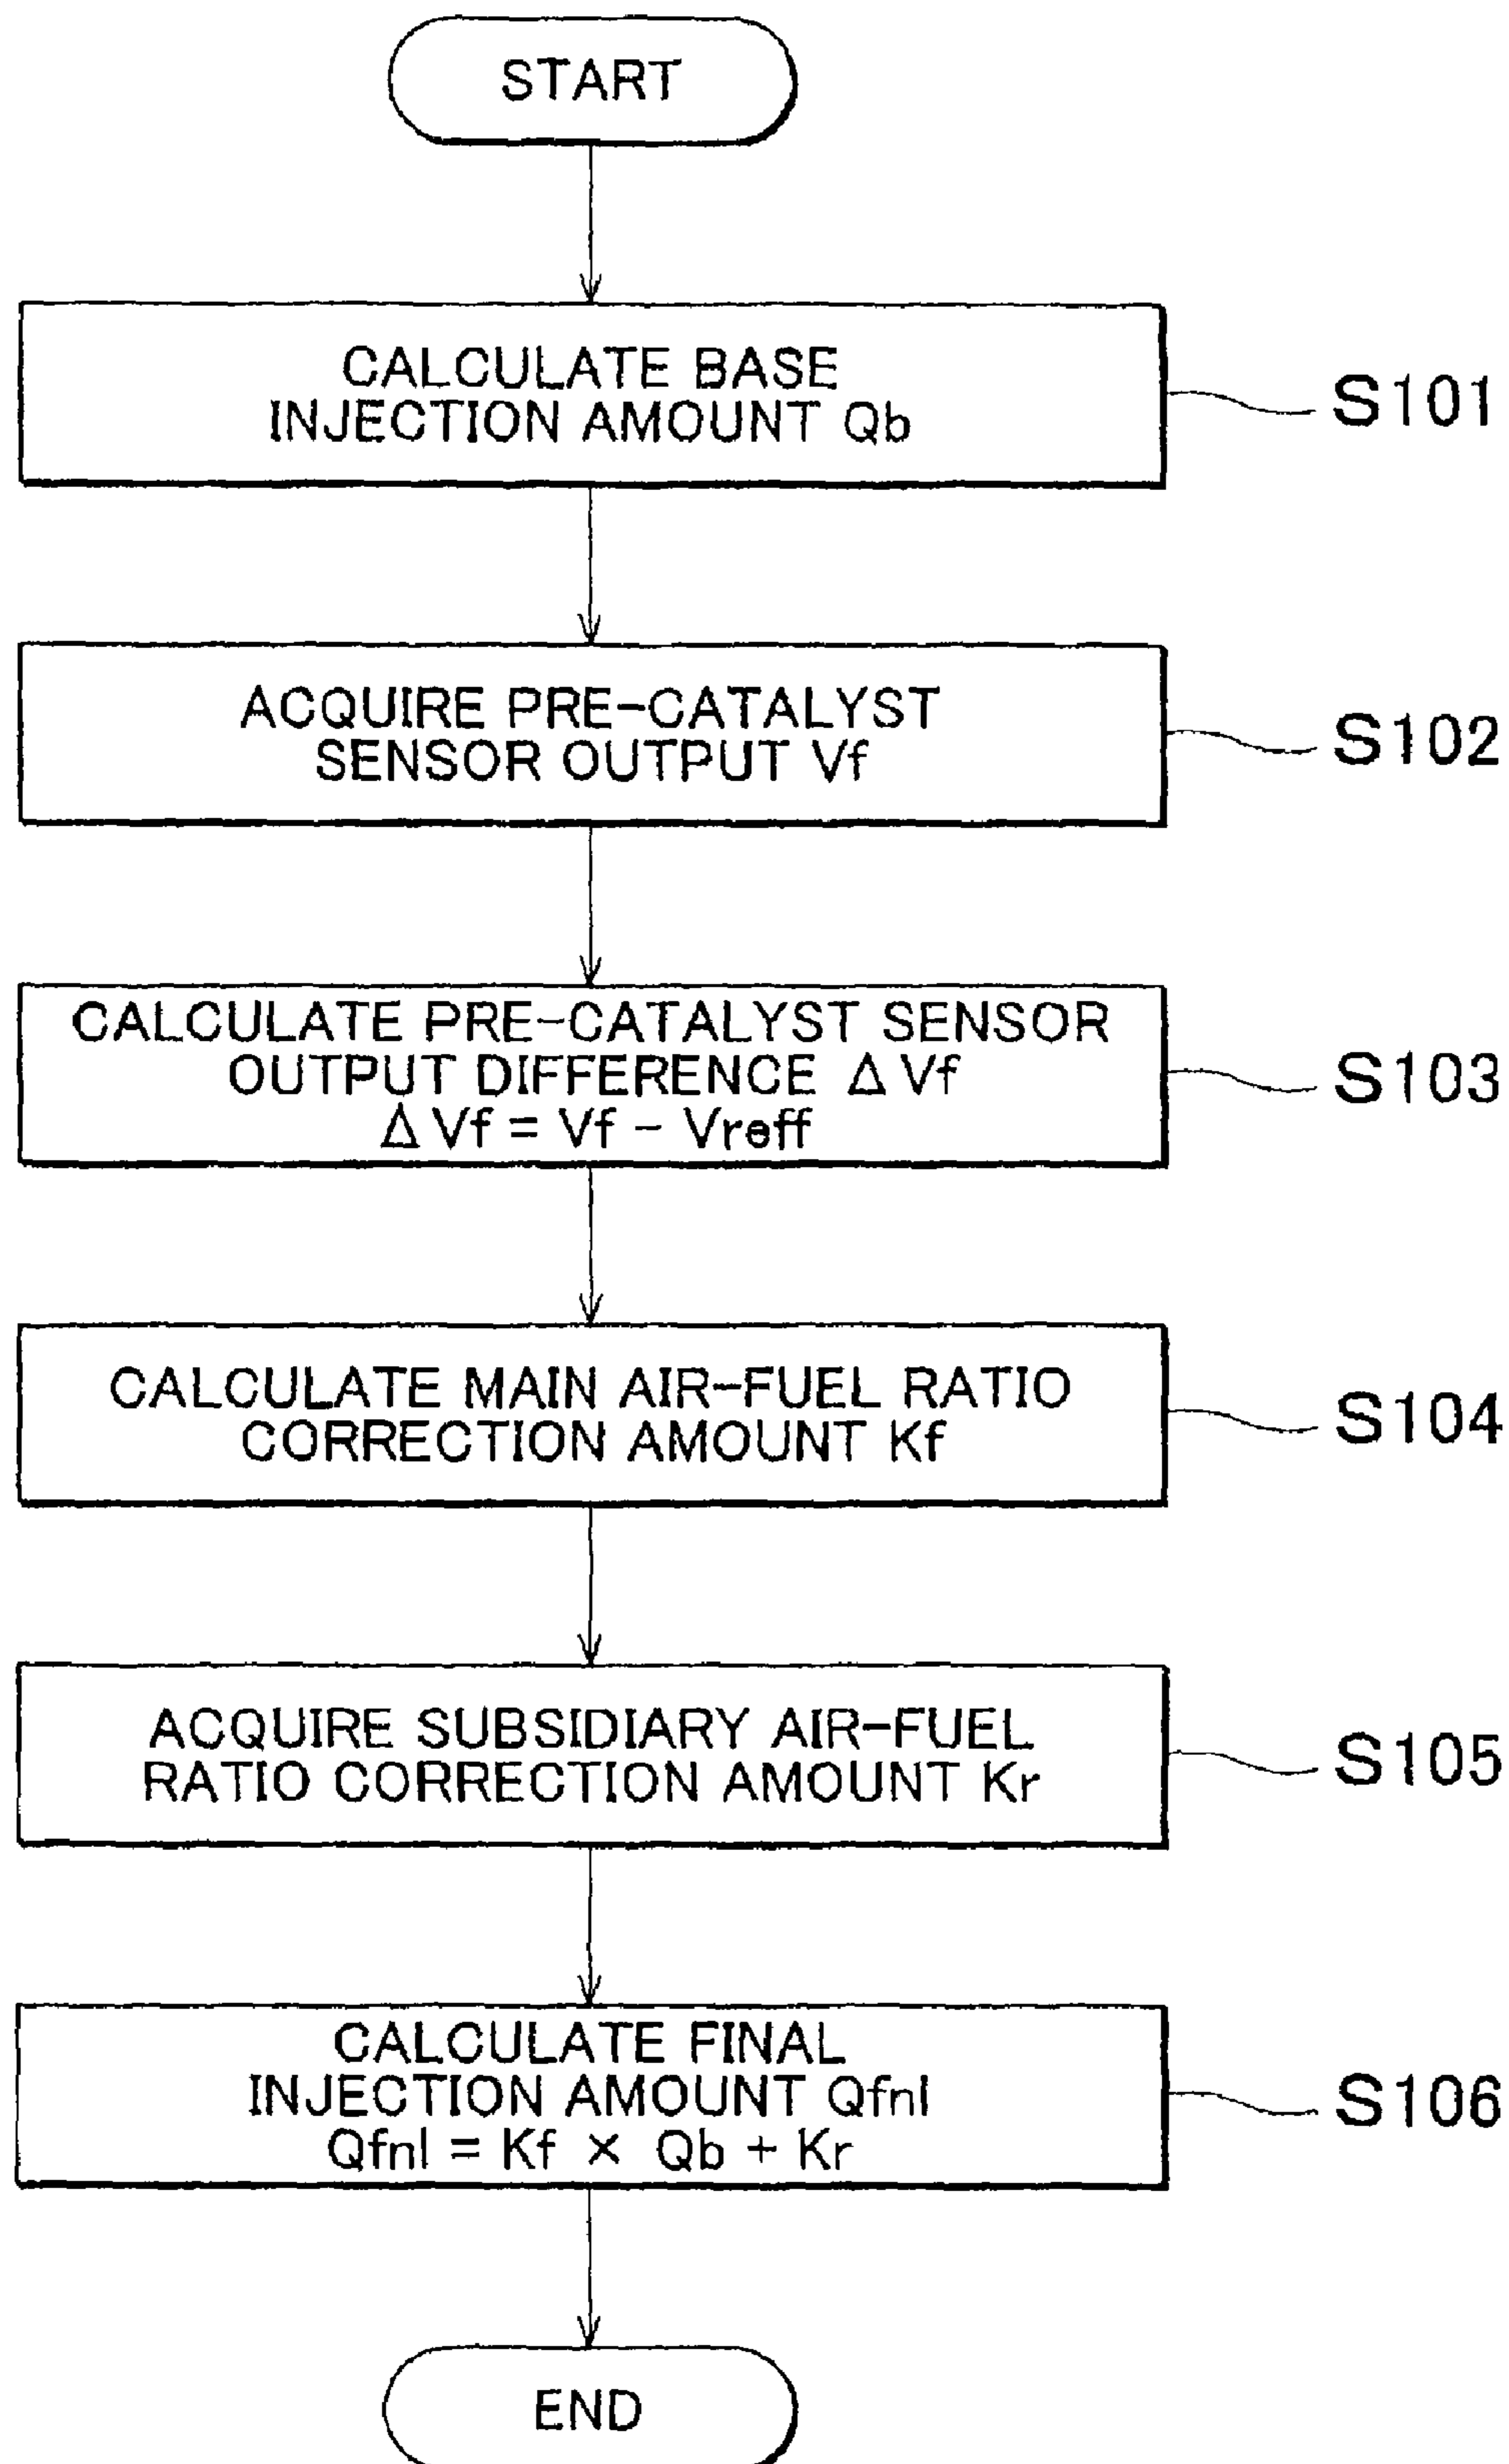 START
CALCULATE BASE
INJECTION AMOUNT Qb
S101
ACQUIRE PRE-CATALYST
SENSOR OUTPUT Vf
S102
CALCULATE PRE-CATALYST SENSOR
OUTPUT DIFFERENCE Δ Vf
Δ Vf = Vf - Vreff
S103
CALCULATE MAIN AIR-FUEL RATIO
CORRECTION AMOUNT Kf
S104
ACQUIRE SUBSIDIARY AIR-FUEL
RATIO CORRECTION AMOUNT Kr
S105
CALCULATE FINAL
INJECTION AMOUNT Qfnl
Qfnl = Kf × Qb + Kr
S106
END